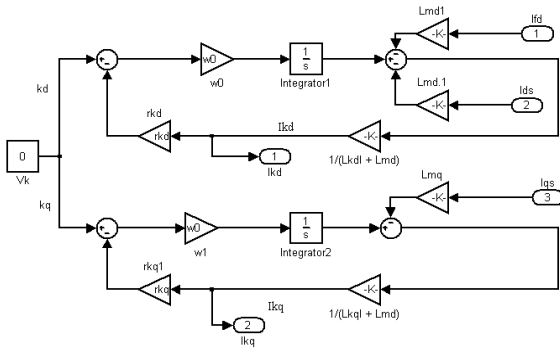 Lmd1
Ifd
-K-
1
kd
w0
w0
1
s
Integrator1
Lmd.1
Ids
-K-
2
rkd
rkd
Ikd
-K-
1/(Lkdl + Lmd)
1
Ikd
0
Vk
kq
Lmq
Iqs
-K-
3
w0
w1
1
s
Integrator2
rkq1
rkq
Ikq
-K-
1/(Lkql + Lmd)
2
Ikq